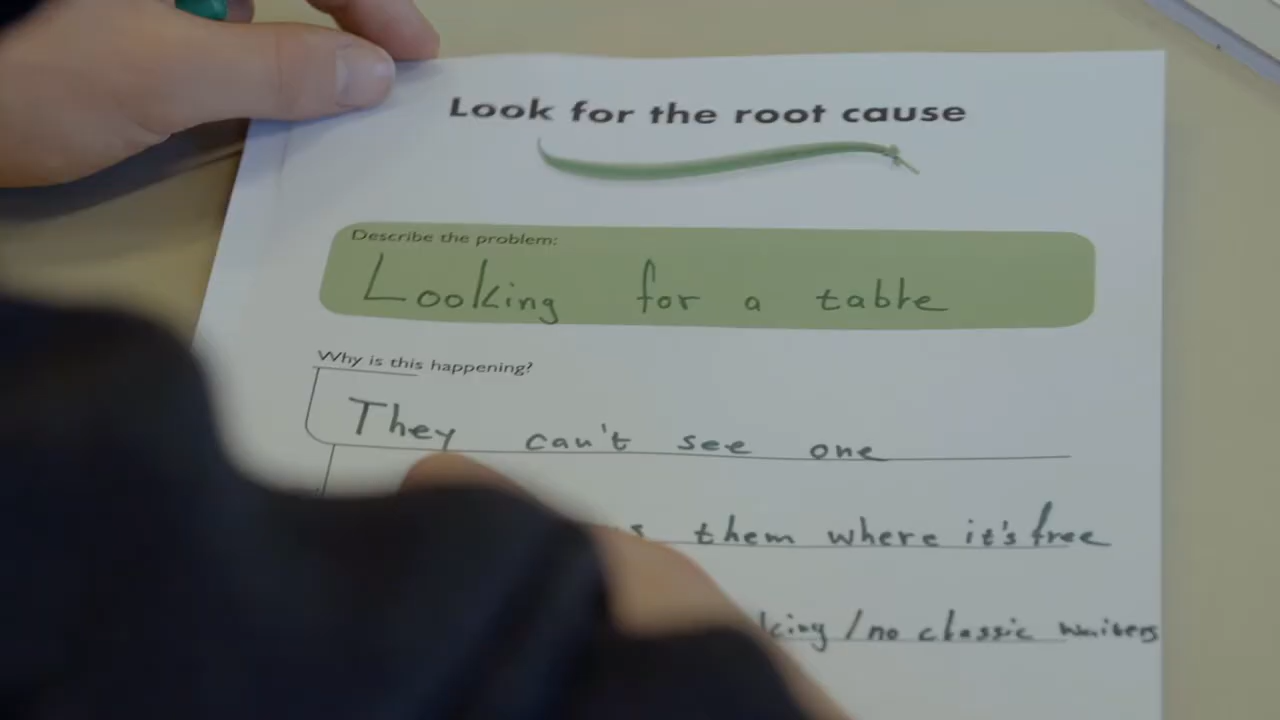 Look for the root cause
Describe the problem:
Looking for a table
Why is this happening?
They can't see one
them where it's free
/no classic waiters